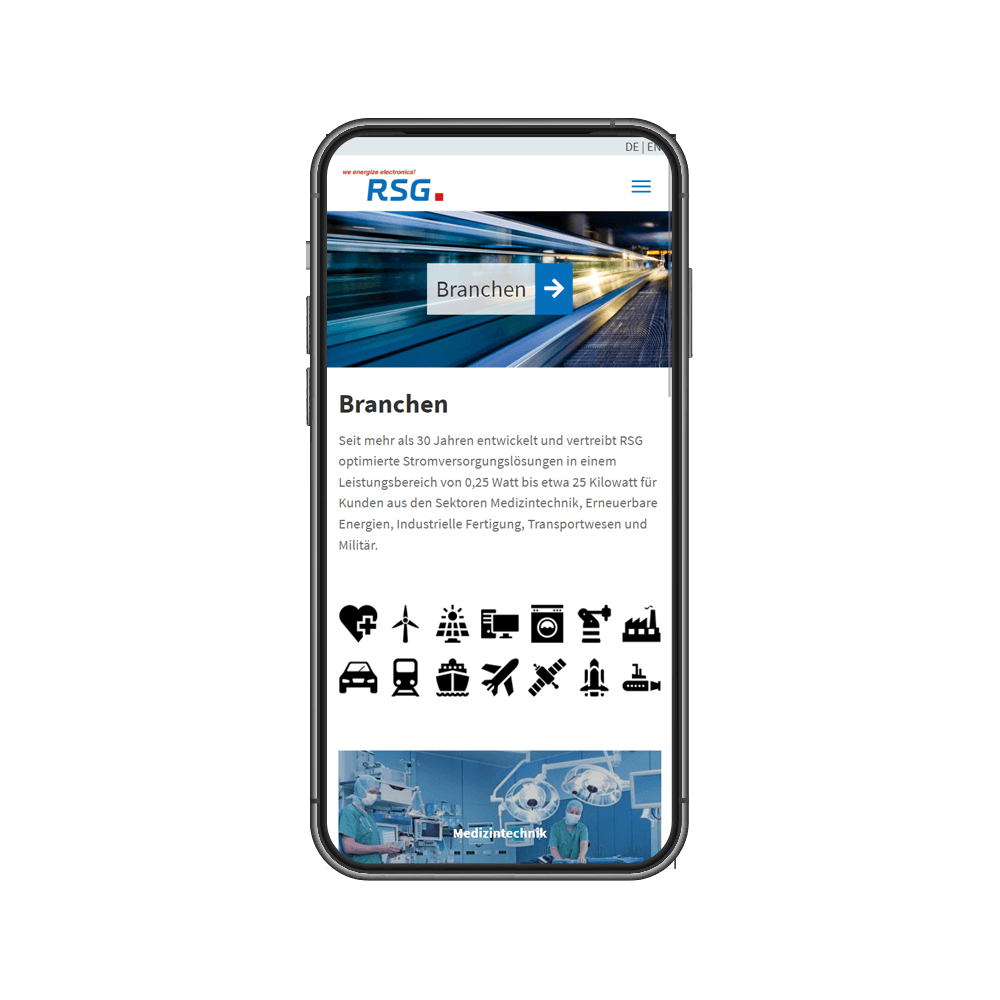 DE | EN
we energize electronics!
RSG.
Branchen
Branchen
Seit mehr als 30 Jahren entwickelt und vertreibt RSG
optimierte Stromversorgungslösungen in einem
Leistungsbereich von 0,25 Watt bis etwa 25 Kilowatt für
Kunden aus den Sektoren Medizintechnik, Erneuerbare
Energien, Industrielle Fertigung, Transportwesen und
Militär.
Medizintechnik